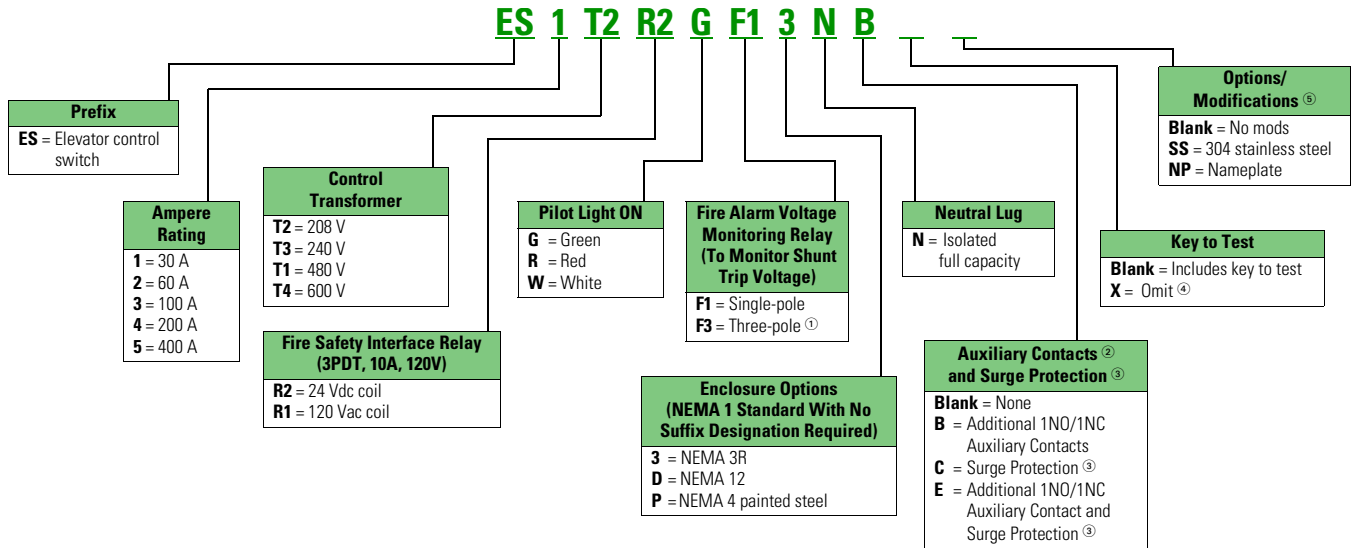 ES 1 T2 R2 G F1 3 N B
Options/
Modifications ⑤
Blank = No mods
SS = 304 stainless steel
NP = Nameplate
Prefix
ES = Elevator control
switch
Control
Transformer
T2 = 208 V
T3 = 240 V
T1 = 480 V
T4 = 600 V
Ampere
Rating
1 = 30 A
2 = 60 A
3 = 100 A
4 = 200 A
5 = 400 A
Pilot Light ON
G = Green
R = Red
W = White
Fire Alarm Voltage
Monitoring Relay
(To Monitor Shunt
Trip Voltage)
F1 = Single-pole
F3 = Three-pole ①
Neutral Lug
N = Isolated
full capacity
Key to Test
Blank = Includes key to test
X = Omit ④
Fire Safety Interface Relay
(3PDT, 10A, 120V)
R2 = 24 Vdc coil
R1 = 120 Vac coil
Enclosure Options
(NEMA 1 Standard With No
Suffix Designation Required)
3 = NEMA 3R
D = NEMA 12
P = NEMA 4 painted steel
Auxiliary Contacts ②
and Surge Protection ③
Blank = None
B = Additional 1NO/1NC
Auxiliary Contacts
C = Surge Protection ③
E = Additional 1NO/1NC
Auxiliary Contact and
Surge Protection ③